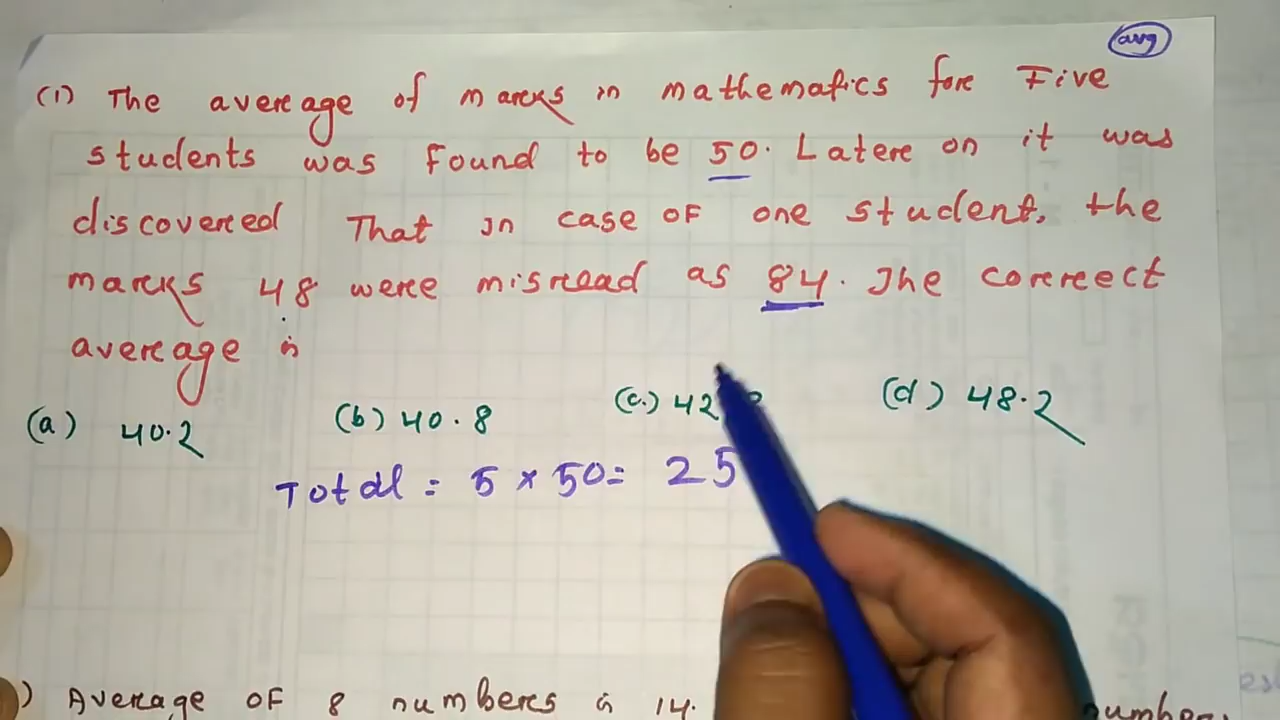 avg
(1) The average of marks in mathematics for Five
students was found to be 50. Later on it was
discovered That in case of one student, the
marks 48 were misread as 84. The correct
average is
(a) 40.2 (b) 40.8 (c.) 42 (d) 48.2
Total = 5 × 50 = 25
) Average of 8 numbers is 14.